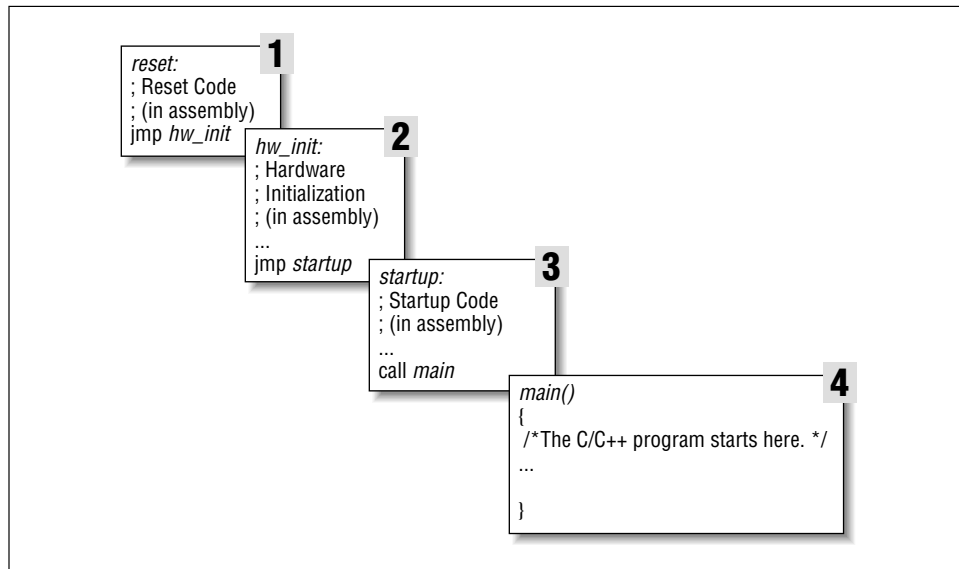 1
reset:
; Reset Code
; (in assembly)
jmp hw_init
2
hw_init:
; Hardware
; Initialization
; (in assembly)
...
jmp startup
3
startup:
; Startup Code
; (in assembly)
...
call main
4
main()
{
/*The C/C++ program starts here. */
...
}